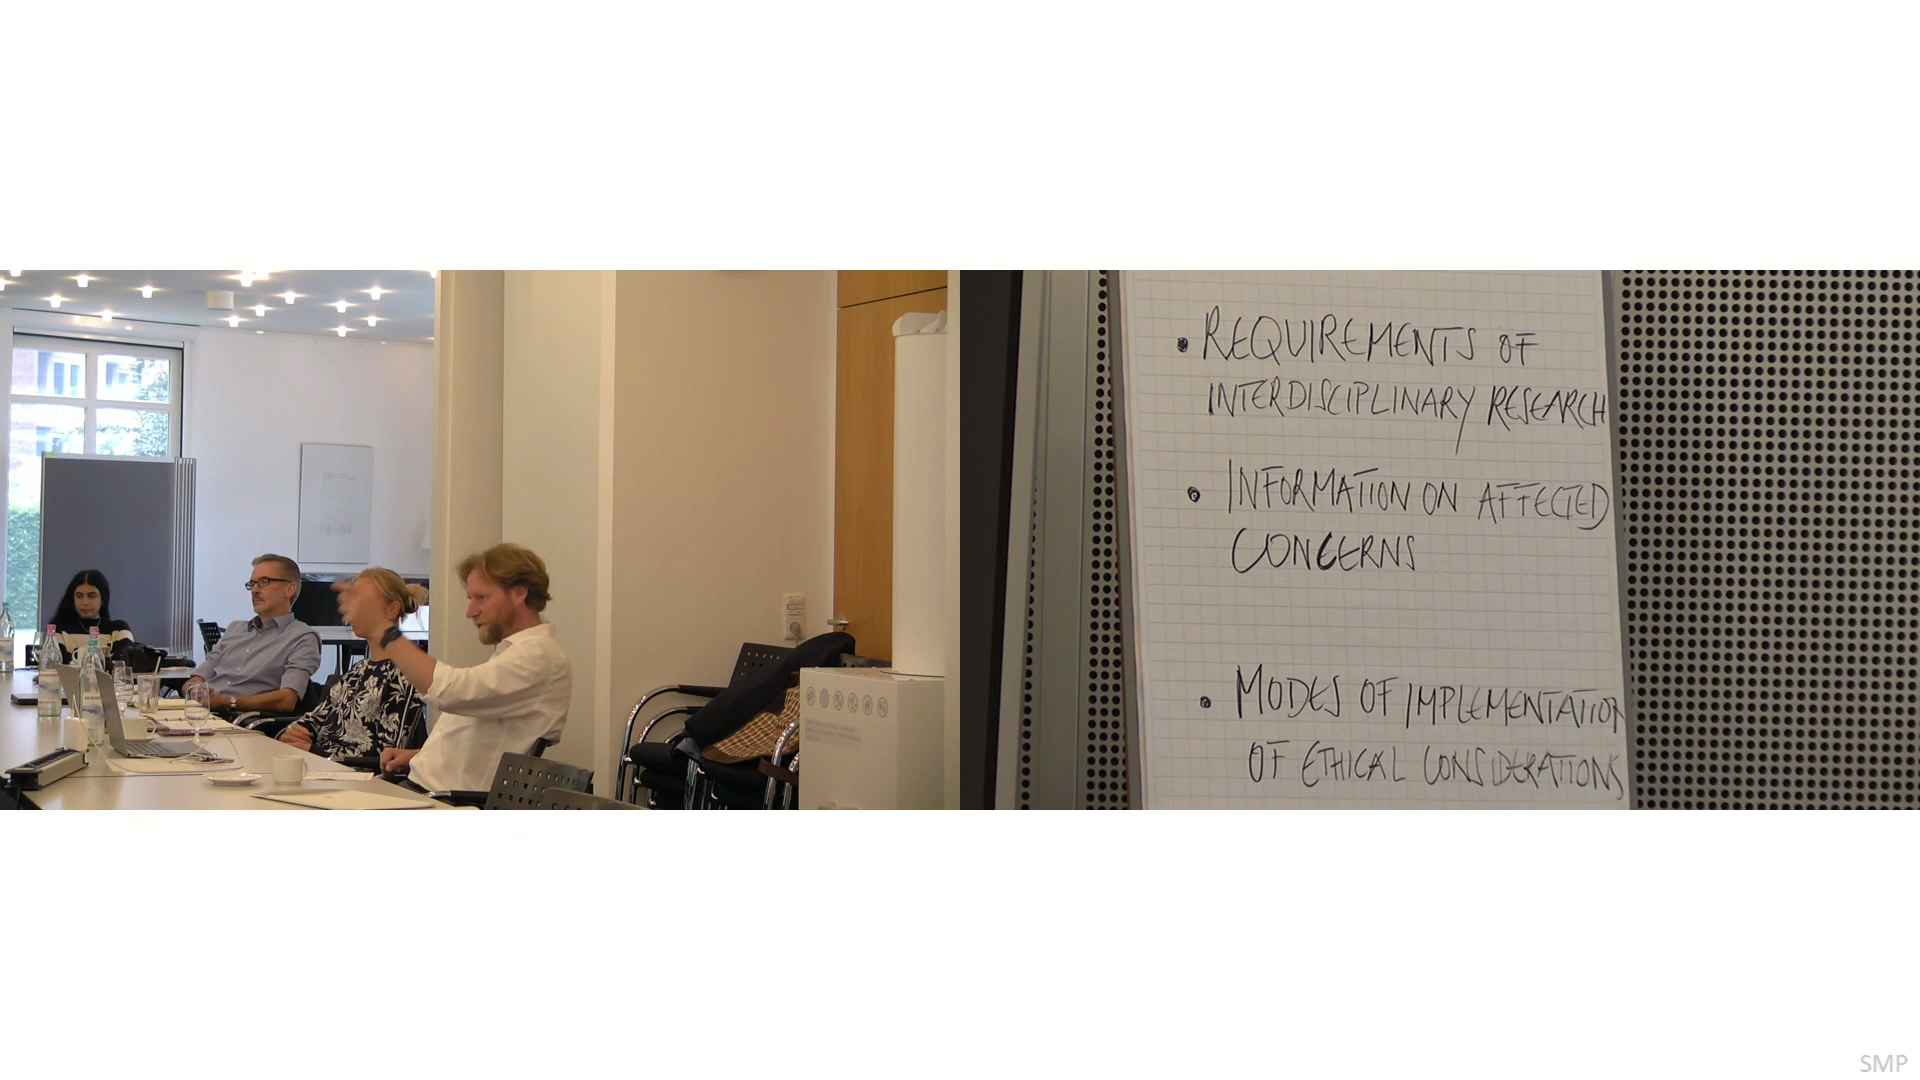 • REQUIREMENTS OF
INTERDISCIPLINARY RESEARCH
• INFORMATION ON AFFECTED
CONCERNS
• MODES OF IMPLEMENTATION
OF ETHICAL CONSIDERATIONS
SMP